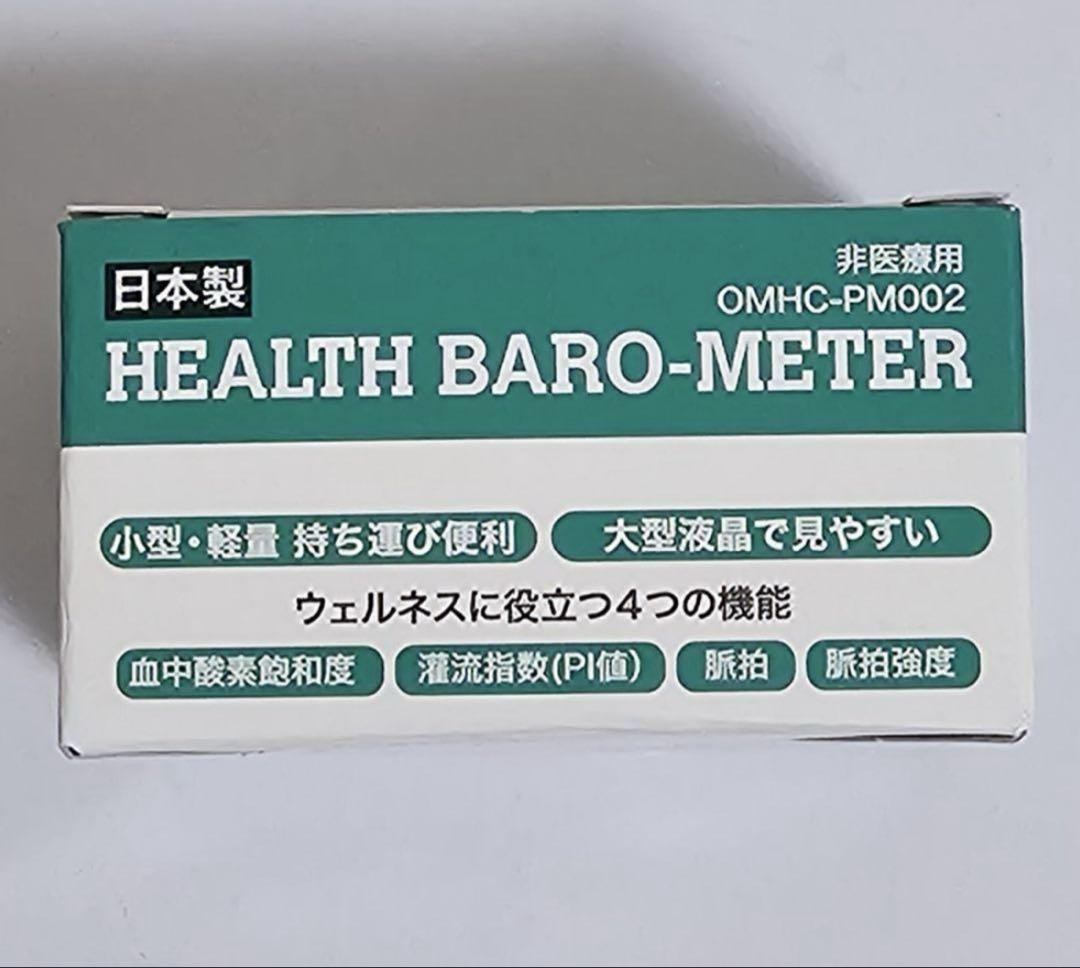 日本製
非医療用
OMHC-PM002
HEALTH BARO-METER
小型・軽量 持ち運び便利
大型液晶で見やすい
ウェルネスに役立つ4つの機能
血中酸素飽和度
灌流指数(PI値)
脈拍
脈拍強度